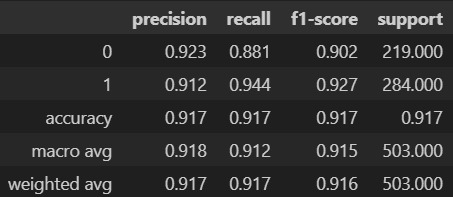 precision recall f1-score support
0 0.923 0.881 0.902 219.000
1 0.912 0.944 0.927 284.000
accuracy 0.917 0.917 0.917 0.917
macro avg 0.918 0.912 0.915 503.000
weighted avg 0.917 0.917 0.916 503.000